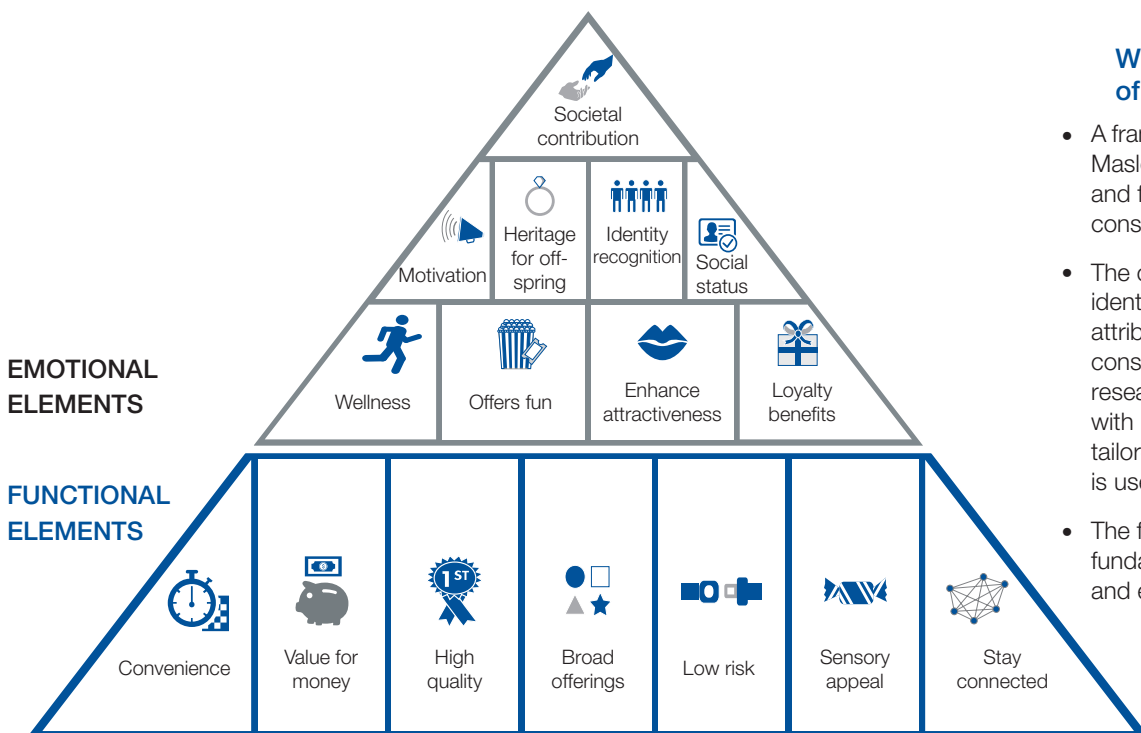 Societal
contribution
Motivation
Heritage
for off-
spring
Identity
recognition
Social
status
EMOTIONAL
ELEMENTS
Wellness
Offers fun
Enhance
attractiveness
Loyalty
benefits
FUNCTIONAL
ELEMENTS
1ST
Convenience
Value for
money
High
quality
Broad
offerings
Low risk
Sensory
appeal
Stay
connected
W
of
• A fra
Masl
and f
cons
• The
identi
attrib
cons
resea
with
tailor
is us
• The f
funda
and e